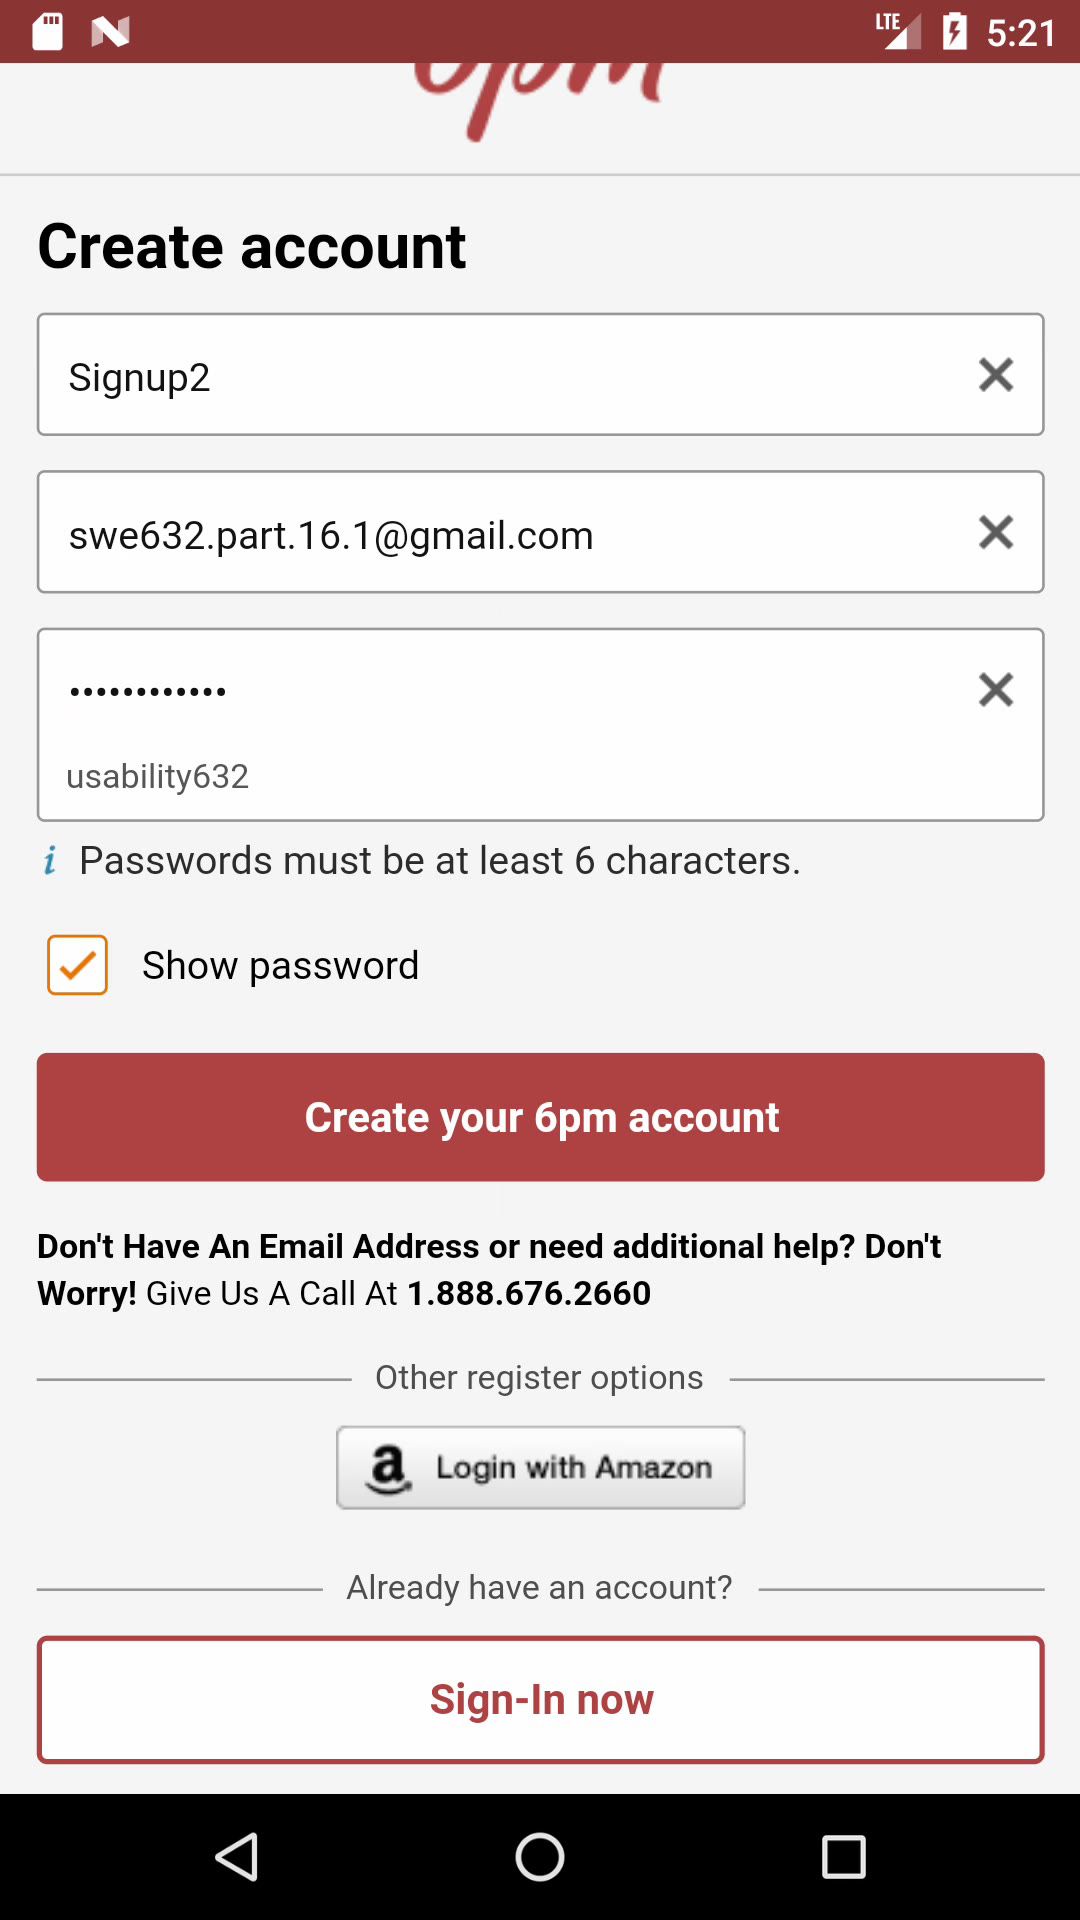 LTE 5:21
6pm
Create account
Signup2
swe632.part.16.1@gmail.com
••••••••••••
usability632
i Passwords must be at least 6 characters.
Show password
Create your 6pm account
Don't Have An Email Address or need additional help? Don't
Worry! Give Us A Call At 1.888.676.2660
Other register options
a Login with Amazon
Already have an account?
Sign-In now